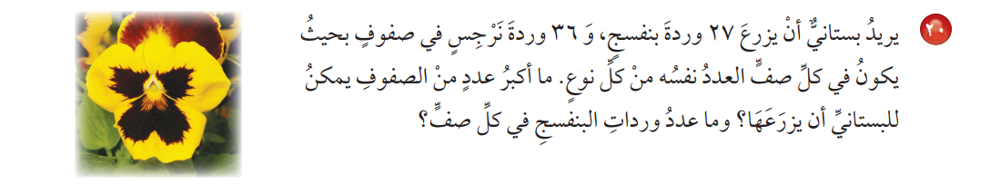 ٢٠ يريدُ بستانيٌّ أنْ يزرعَ ٢٧ وردةَ بنفسجٍ، وَ ٣٦ وردةَ نَرْجِسٍ في صفوفٍ بحيثُ
يكونُ في كلِّ صفٍّ العددُ نفسُه منْ كلِّ نوعٍ. ما أكبرُ عددٍ منْ الصفوفِ يمكنُ
للبستانيِّ أن يزرَعَهَا؟ وما عددُ ورداتِ البنفسجِ في كلِّ صفٍّ؟